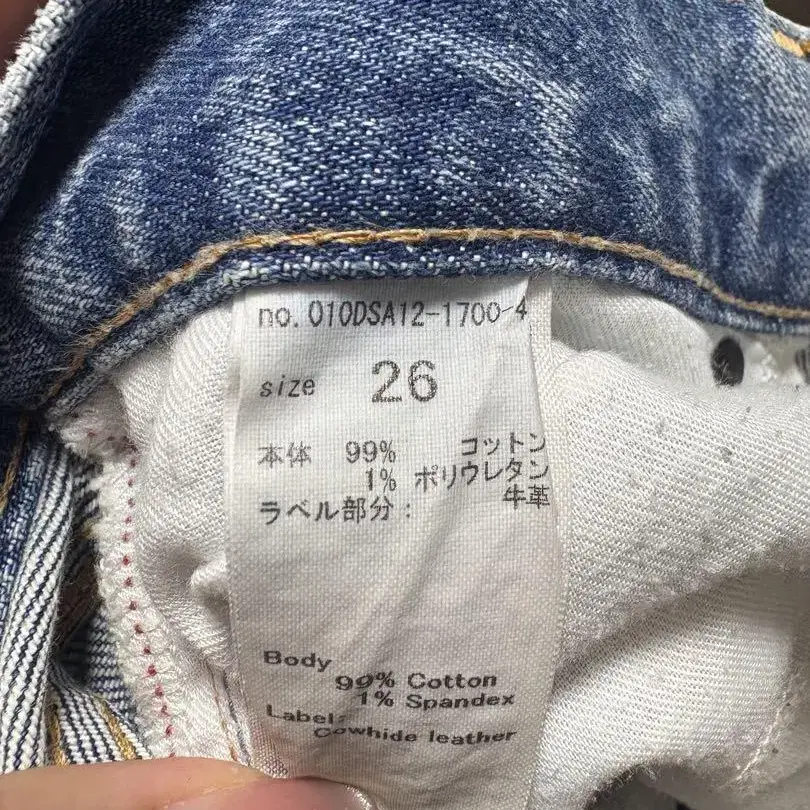 no. 010DSA12-1700-4
size 26
本体 99% コットン
1% ポリウレタン
ラベル部分： 牛革
Body
99% Cotton
1% Spandex
Label:
Cowhide leather